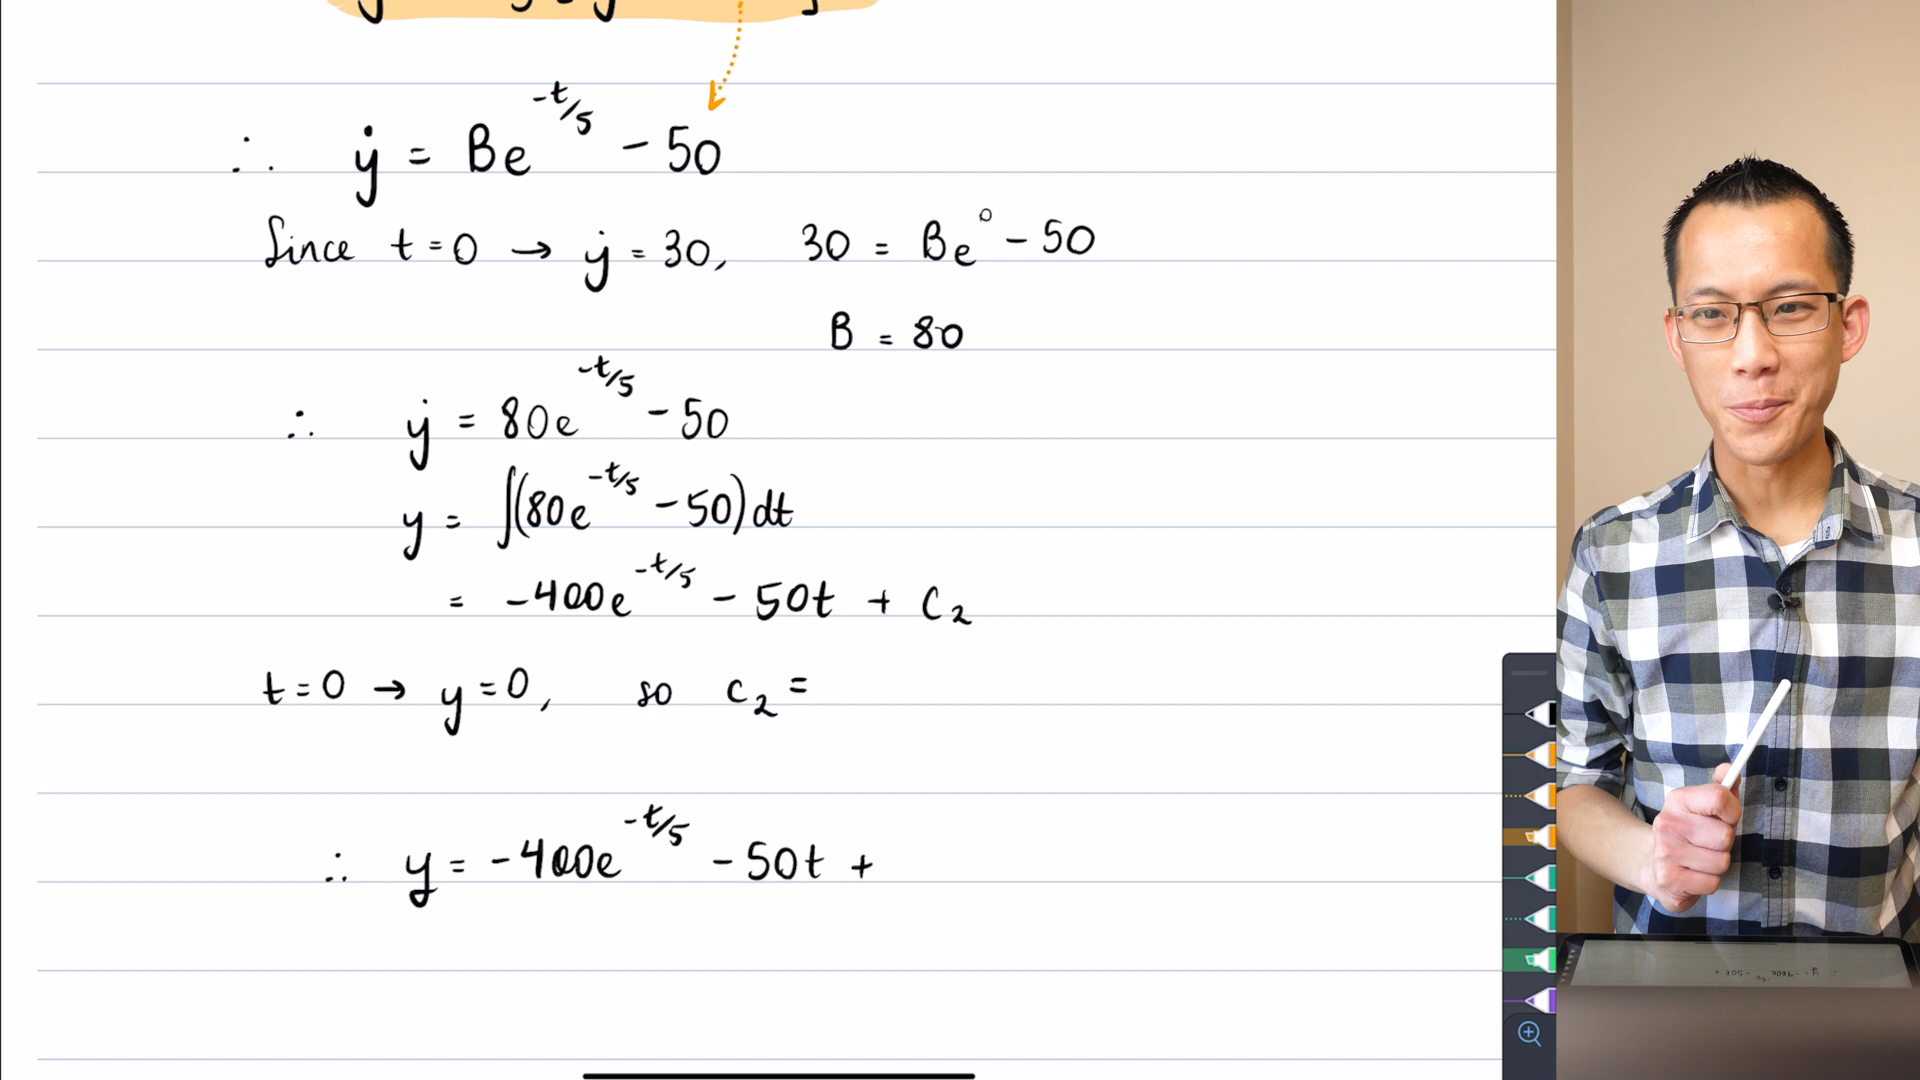 ∴ ẏ = Be^(-t/5) - 50
Since t = 0 → ẏ = 30, 30 = Be^0 - 50
B = 80
∴ ẏ = 80e^(-t/5) - 50
y = ∫(80e^(-t/5) - 50)dt
= -400e^(-t/5) - 50t + C₂
t = 0 → y = 0, so C₂ =
∴ y = -400e^(-t/5) - 50t +